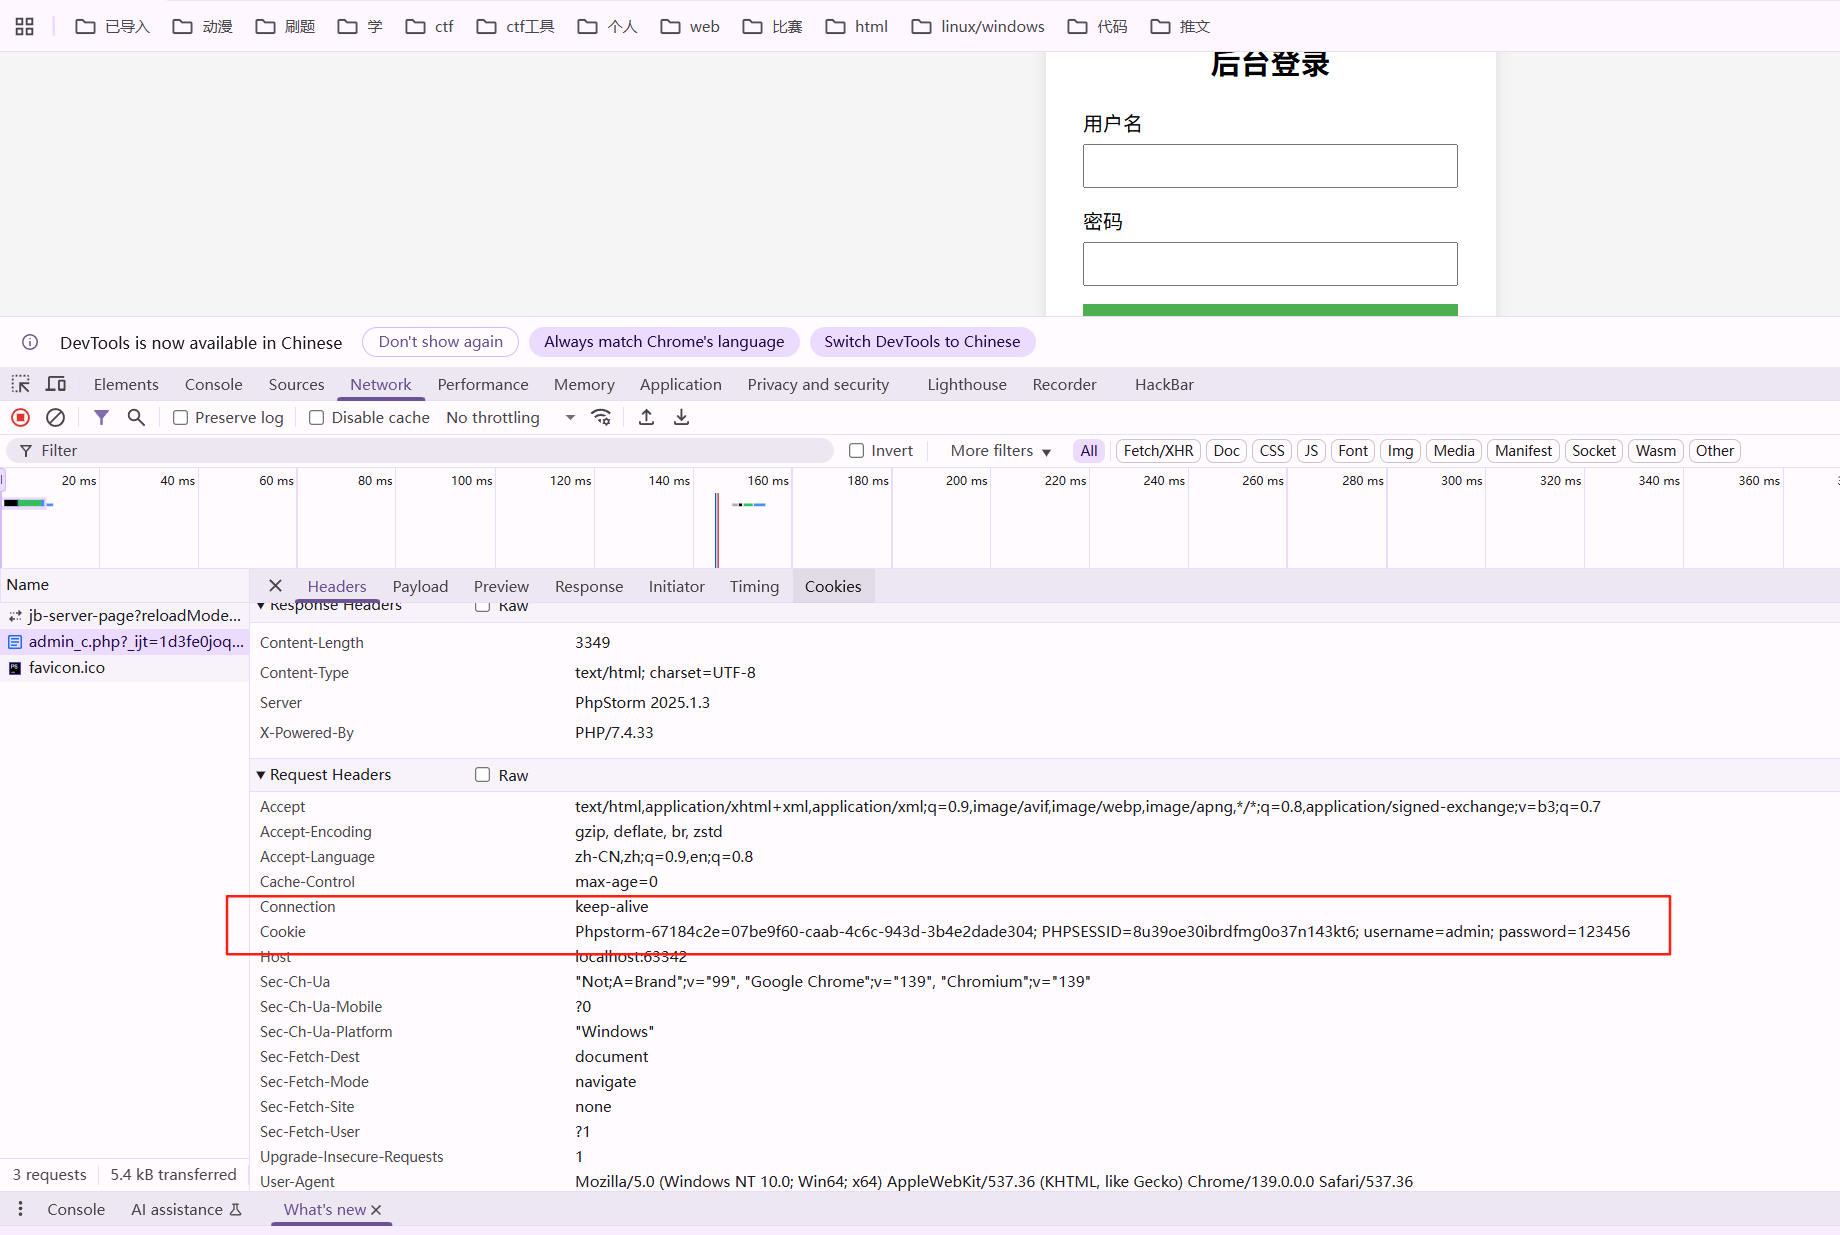 已导入 动漫 刷题 学 ctf ctf工具 个人 web 比赛 html linux/windows 代码 推文
后台登录
用户名
密码
DevTools is now available in Chinese Don't show again Always match Chrome's language Switch DevTools to Chinese
Elements Console Sources Network Performance Memory Application Privacy and security Lighthouse Recorder HackBar
Preserve log Disable cache No throttling
Filter Invert More filters All Fetch/XHR Doc CSS JS Font Img Media Manifest Socket Wasm Other
20 ms 40 ms 60 ms 80 ms 100 ms 120 ms 140 ms 160 ms 180 ms 200 ms 220 ms 240 ms 260 ms 280 ms 300 ms 320 ms 340 ms 360 ms
Name Headers Payload Preview Response Initiator Timing Cookies
jb-server-page?reloadMode...
admin_c.php?_ijt=1d3fe0joq...
favicon.ico
Response Headers Raw
Content-Length 3349
Content-Type text/html; charset=UTF-8
Server PhpStorm 2025.1.3
X-Powered-By PHP/7.4.33
Request Headers Raw
Accept text/html,application/xhtml+xml,application/xml;q=0.9,image/avif,image/webp,image/apng,*/*;q=0.8,application/signed-exchange;v=b3;q=0.7
Accept-Encoding gzip, deflate, br, zstd
Accept-Language zh-CN,zh;q=0.9,en;q=0.8
Cache-Control max-age=0
Connection keep-alive
Cookie Phpstorm-67184c2e=07be9f60-caab-4c6c-943d-3b4e2dade304; PHPSESSID=8u39oe30ibrdfmg0o37n143kt6; username=admin; password=123456
Host localhost:63342
Sec-Ch-Ua "Not;A=Brand";v="99", "Google Chrome";v="139", "Chromium";v="139"
Sec-Ch-Ua-Mobile ?0
Sec-Ch-Ua-Platform "Windows"
Sec-Fetch-Dest document
Sec-Fetch-Mode navigate
Sec-Fetch-Site none
Sec-Fetch-User ?1
Upgrade-Insecure-Requests 1
User-Agent Mozilla/5.0 (Windows NT 10.0; Win64; x64) AppleWebKit/537.36 (KHTML, like Gecko) Chrome/139.0.0.0 Safari/537.36
3 requests 5.4 kB transferred
Console AI assistance What's new